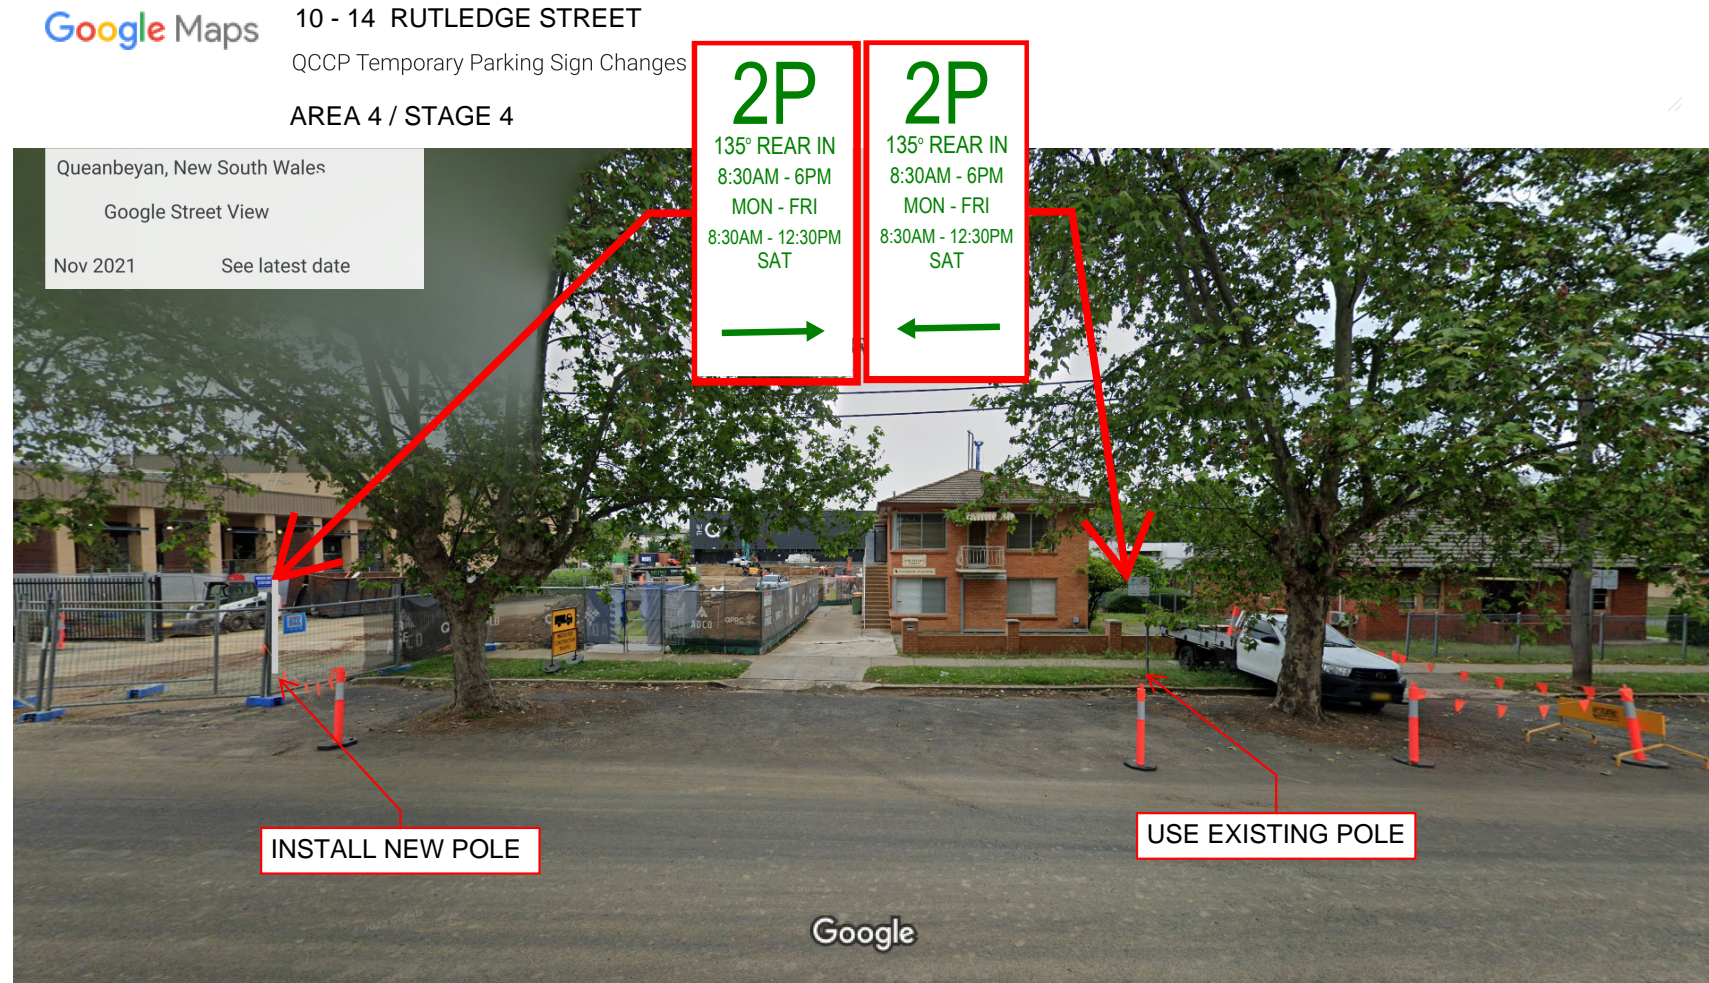 Google Maps
10 - 14 RUTLEDGE STREET
QCCP Temporary Parking Sign Changes
AREA 4 / STAGE 4
Queanbeyan, New South Wales
Google Street View
Nov 2021 See latest date
2P
135° REAR IN
8:30AM - 6PM
MON - FRI
8:30AM - 12:30PM
SAT
2P
135° REAR IN
8:30AM - 6PM
MON - FRI
8:30AM - 12:30PM
SAT
Q
ADCO
QPRC
INSTALL NEW POLE
USE EXISTING POLE
Google